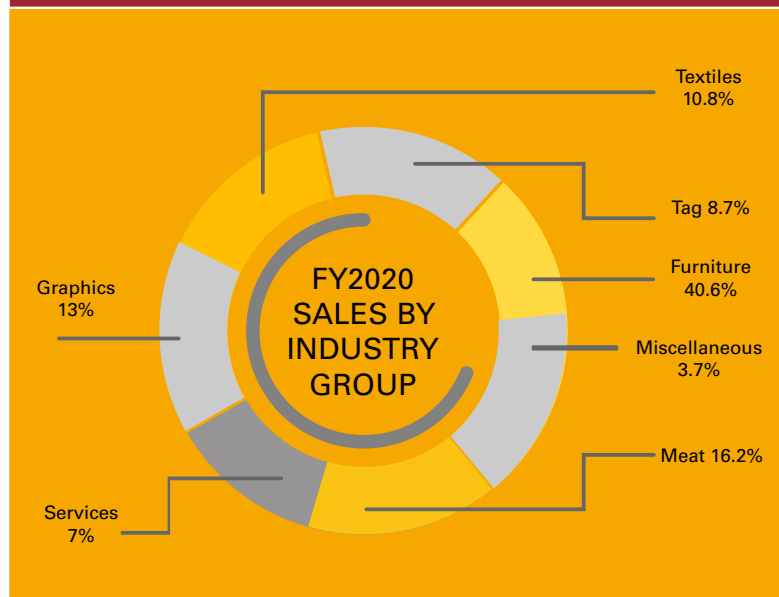 Textiles
10.8%
Tag 8.7%
Furniture
40.6%
Graphics
13%
FY2020
SALES BY
INDUSTRY
GROUP
Miscellaneous
3.7%
Meat 16.2%
Services
7%